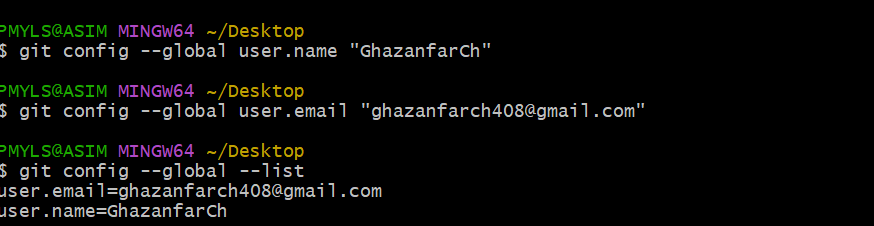 PMYLS@ASIM MINGW64 ~/Desktop
$ git config --global user.name "GhazanfarCh"
PMYLS@ASIM MINGW64 ~/Desktop
$ git config --global user.email "ghazanfarch408@gmail.com"
PMYLS@ASIM MINGW64 ~/Desktop
$ git config --global --list
user.email=ghazanfarch408@gmail.com
user.name=GhazanfarCh